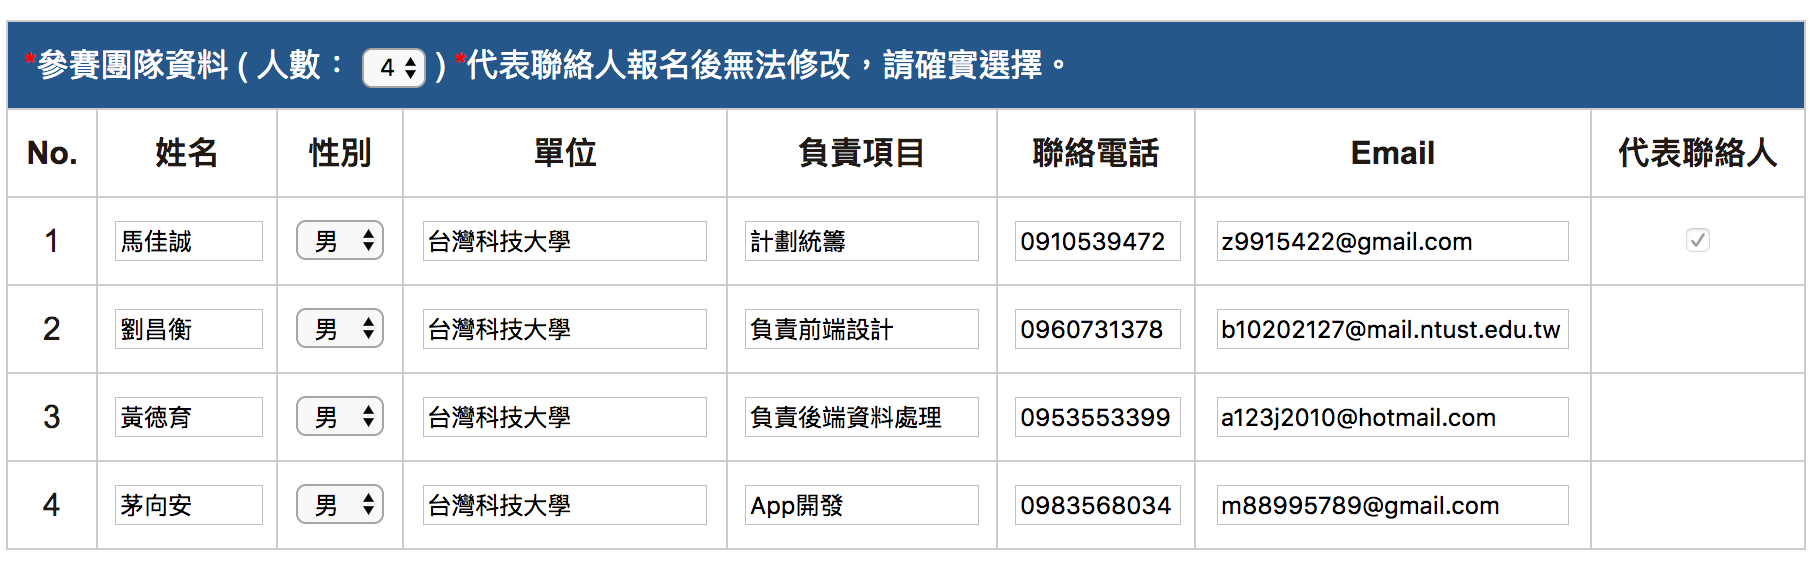 *參賽團隊資料 ( 人數： 4 ) *代表聯絡人報名後無法修改，請確實選擇。
No. 姓名 性別 單位 負責項目 聯絡電話 Email 代表聯絡人
1 馬佳誠 男 台灣科技大學 計劃統籌 0910539472 z9915422@gmail.com
2 劉昌衡 男 台灣科技大學 負責前端設計 0960731378 b10202127@mail.ntust.edu.tw
3 黃德育 男 台灣科技大學 負責後端資料處理 0953553399 a123j2010@hotmail.com
4 茅向安 男 台灣科技大學 App開發 0983568034 m88995789@gmail.com